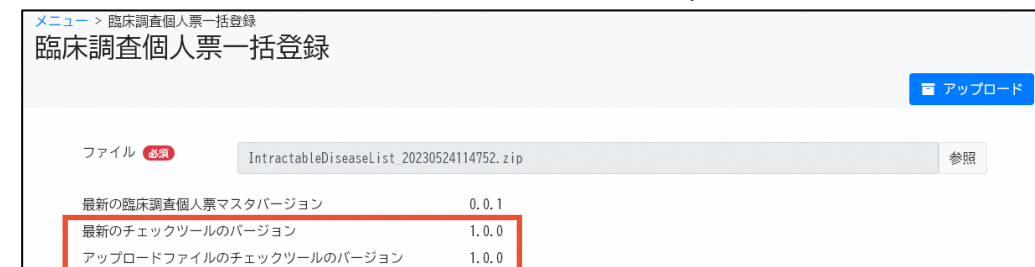 メニュー > 臨床調査個人票一括登録
臨床調査個人票一括登録
アップロード
ファイル 必須 IntractableDiseaseList_20230524114752.zip 参照
最新の臨床調査個人票マスタバージョン 0.0.1
最新のチェックツールのバージョン 1.0.0
アップロードファイルのチェックツールのバージョン 1.0.0